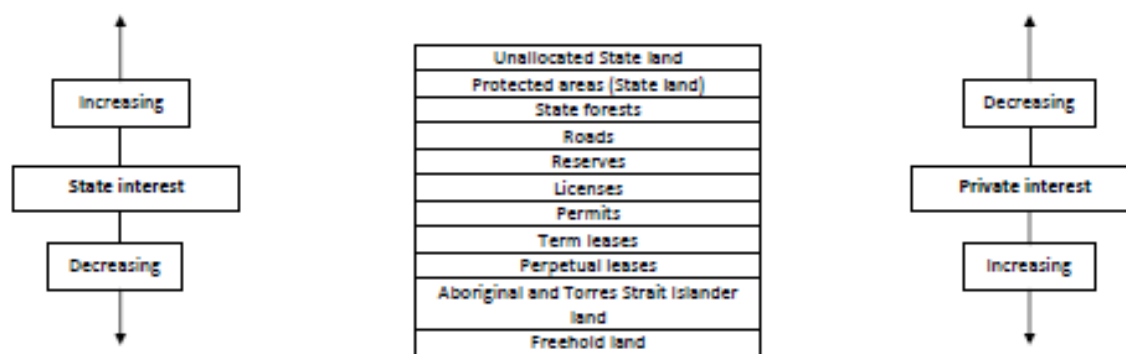 Increasing
State interest
Decreasing
Unallocated State land
Protected areas (State land)
State forests
Roads
Reserves
Licenses
Permits
Term leases
Perpetual leases
Aboriginal and Torres Strait Islander
land
Freehold land
Decreasing
Private interest
Increasing